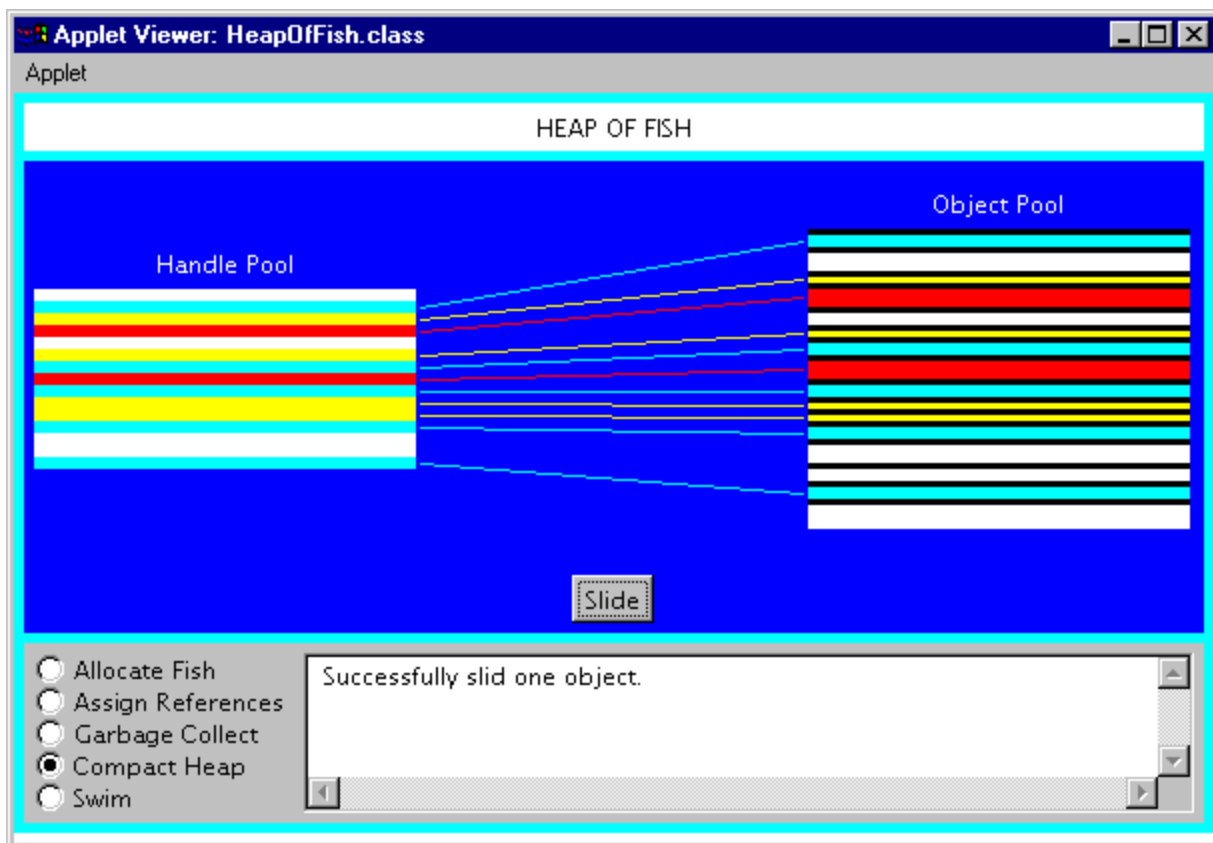 Applet Viewer: HeapOfFish.class
Applet
HEAP OF FISH
Object Pool
Handle Pool
Slide
Allocate Fish
Assign References
Garbage Collect
Compact Heap
Swim
Successfully slid one object.